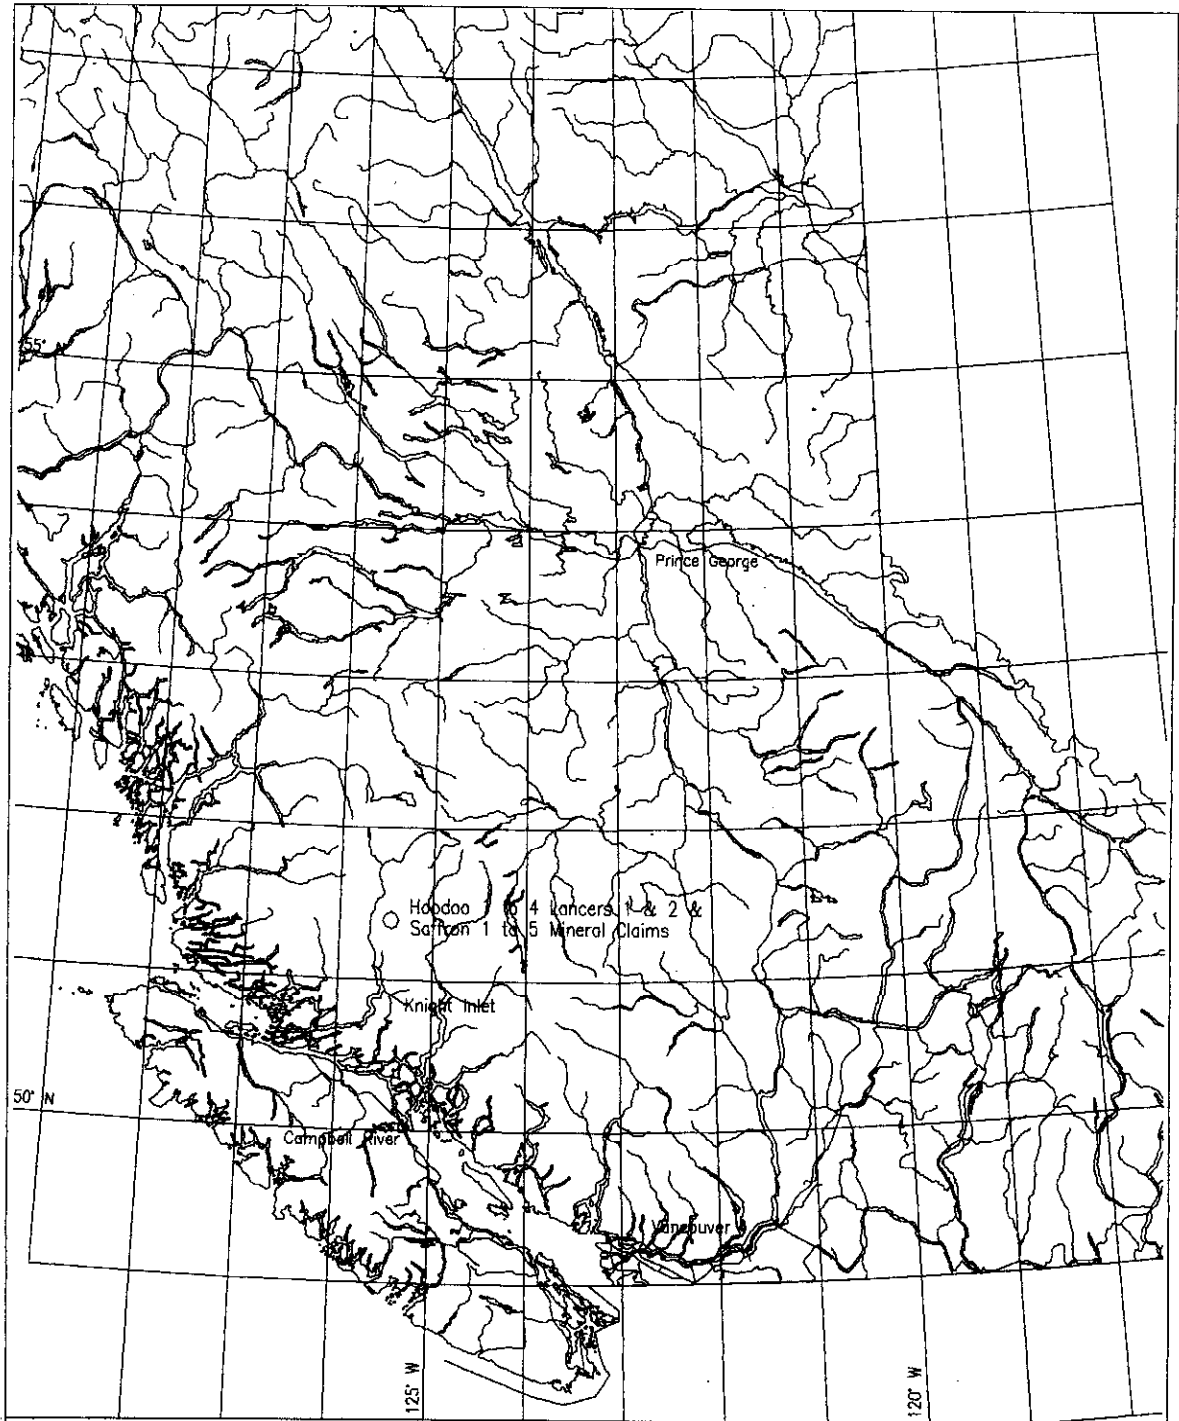 55° N
Prince George
Hoodoo 1 to 4 Lancers 1 & 2 &
Saffron 1 to 5 Mineral Claims
Knight Inlet
50° N
Campbell River
Vancouver
125° W
120° W